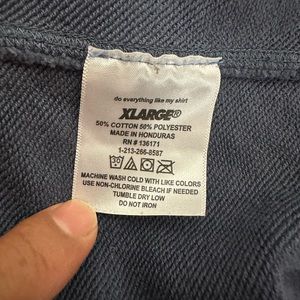 do everything like my shirt
XLARGE®
50% COTTON 50% POLYESTER
MADE IN HONDURAS
RN # 136171
1-213-266-8587
30
MACHINE WASH COLD WITH LIKE COLORS
USE NON-CHLORINE BLEACH IF NEEDED
TUMBLE DRY LOW
DO NOT IRON